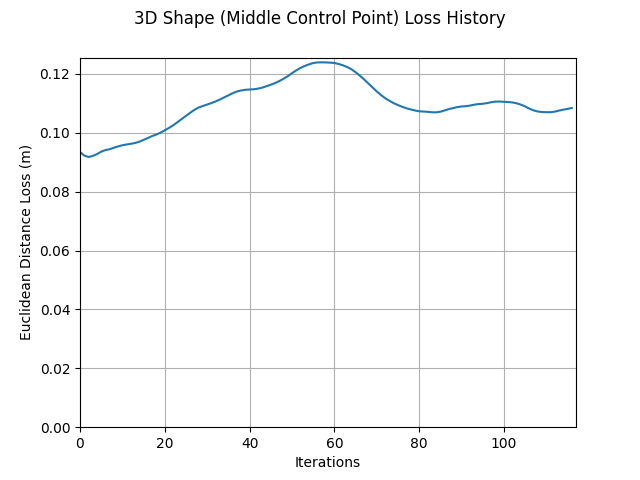 3D Shape (Middle Control Point) Loss History
0.12
0.10
0.08
0.06
0.04
0.02
0.00
Euclidean Distance Loss (m)
0 20 40 60 80 100
Iterations